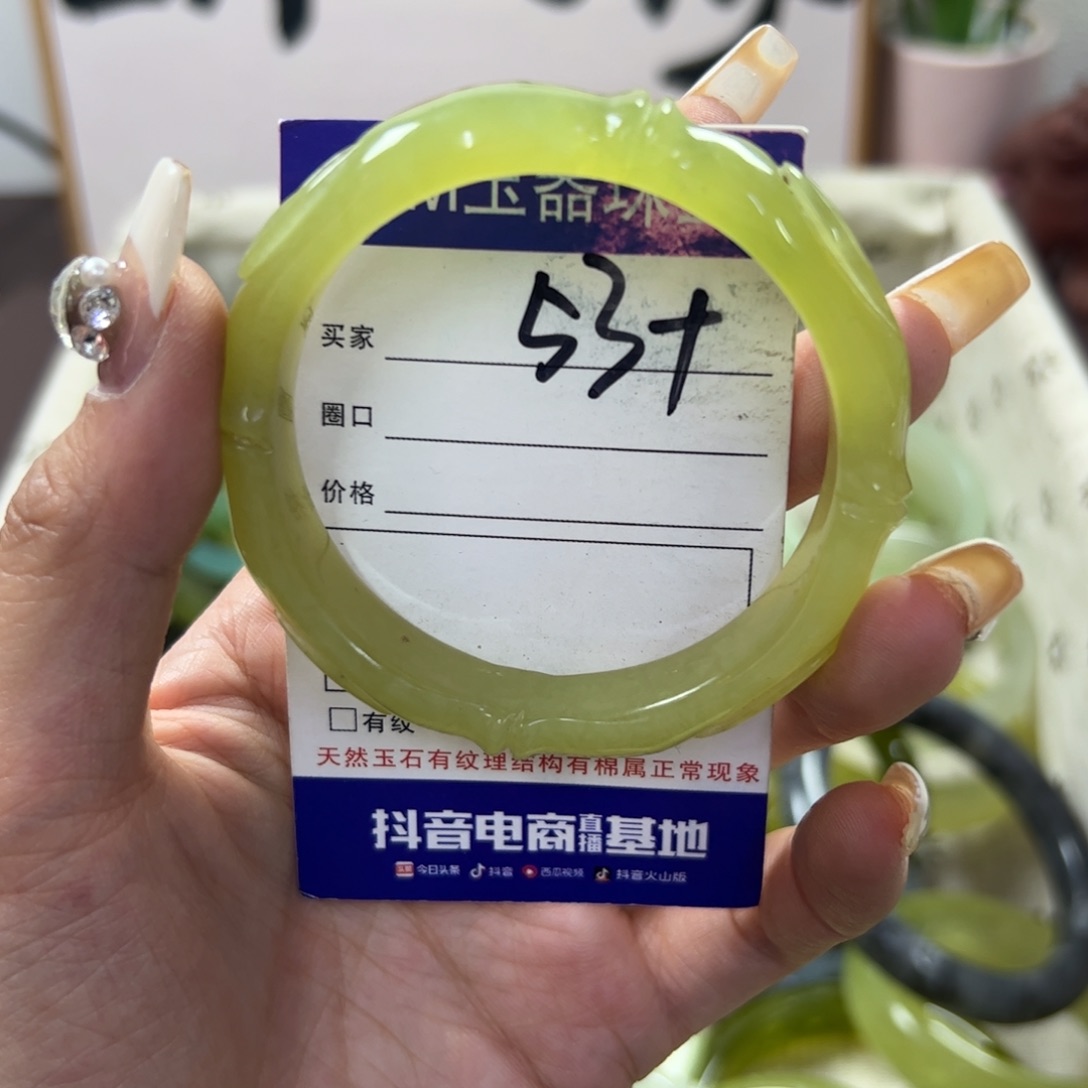 玉器珠
53+
买家
圈口
价格
有纹
天然玉石有纹理结构有棉属正常现象
抖音电商直播基地
今日头条 抖音 西瓜视频 抖音火山版